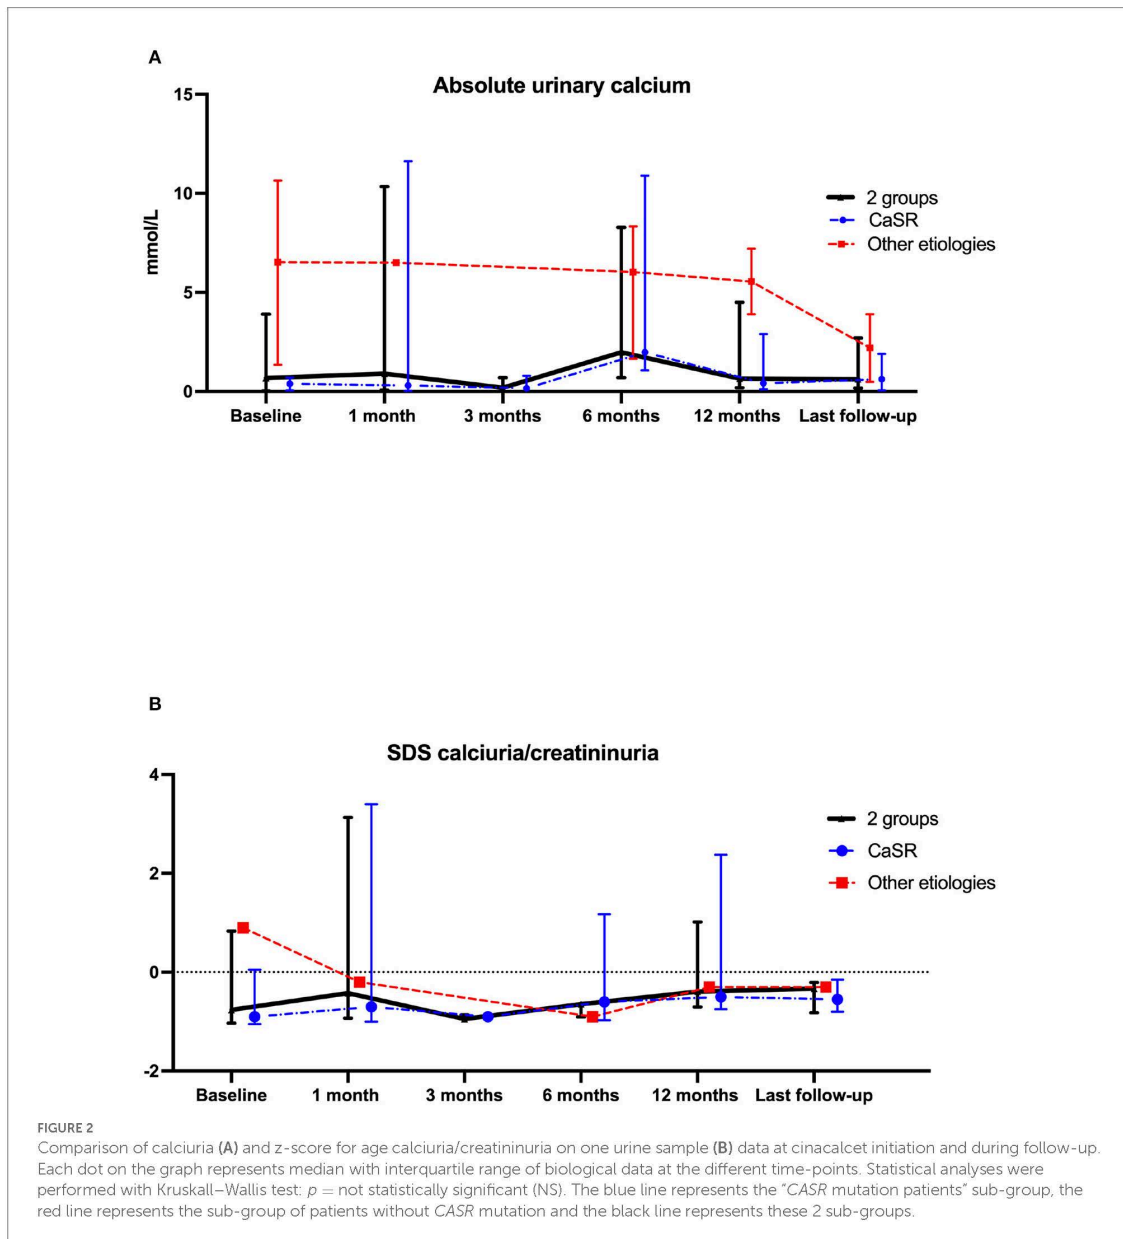 A
Absolute urinary calcium
15
10
5
0
mmol/L
2 groups
CaSR
Other etiologies
Baseline 1 month 3 months 6 months 12 months Last follow-up
B
SDS calciuria/creatininuria
4
2
0
-2
2 groups
CaSR
Other etiologies
Baseline 1 month 3 months 6 months 12 months Last follow-up
FIGURE 2
Comparison of calciuria (A) and z-score for age calciuria/creatininuria on one urine sample (B) data at cinacalcet initiation and during follow-up.
Each dot on the graph represents median with interquartile range of biological data at the different time-points. Statistical analyses were
performed with Kruskall–Wallis test: p = not statistically significant (NS). The blue line represents the “CASR mutation patients” sub-group, the
red line represents the sub-group of patients without CASR mutation and the black line represents these 2 sub-groups.